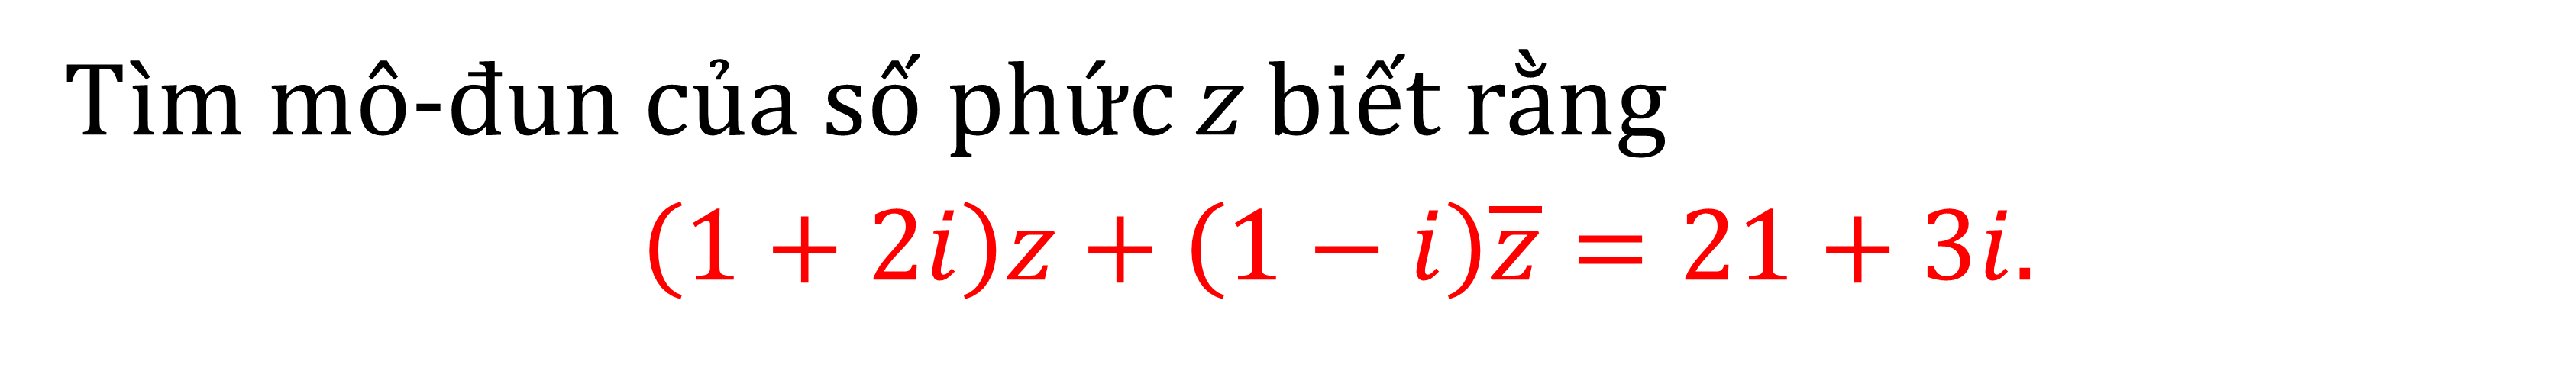 Tìm mô-đun của số phức z biết rằng
(1 + 2i)z + (1 − i)z̅ = 21 + 3i.